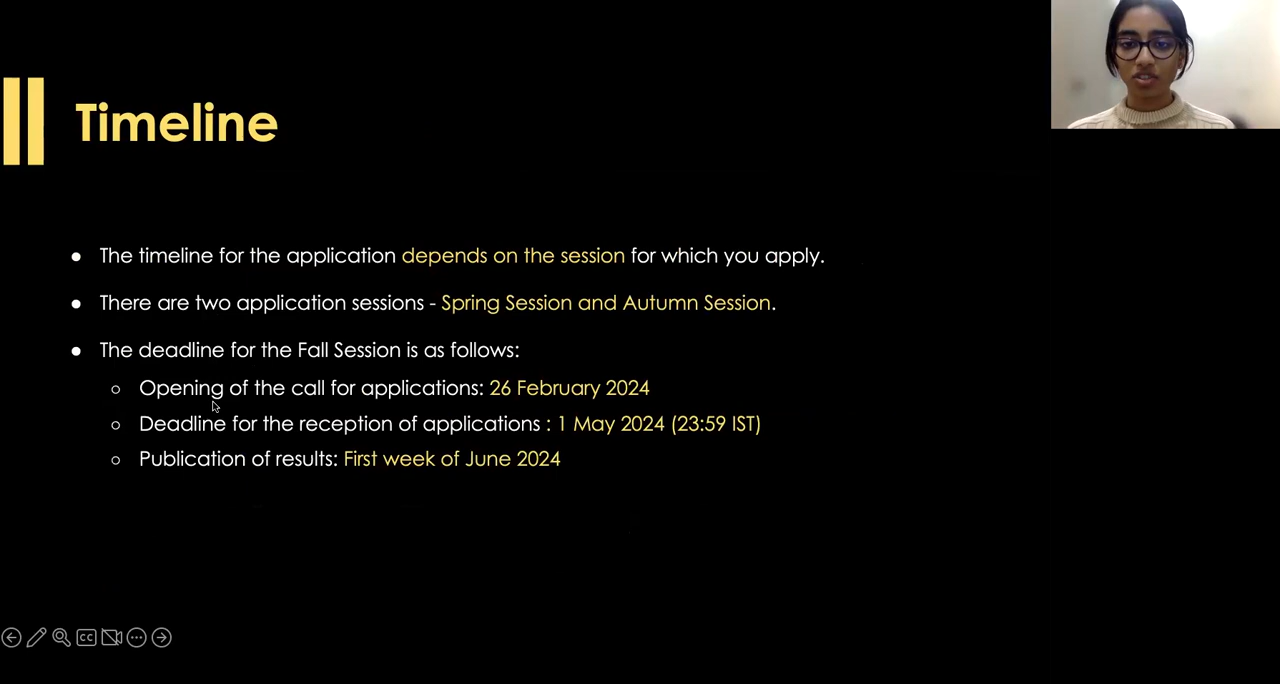 Timeline
● The timeline for the application depends on the session for which you apply.
● There are two application sessions - Spring Session and Autumn Session.
● The deadline for the Fall Session is as follows:
○ Opening of the call for applications: 26 February 2024
○ Deadline for the reception of applications : 1 May 2024 (23:59 IST)
○ Publication of results: First week of June 2024
CC